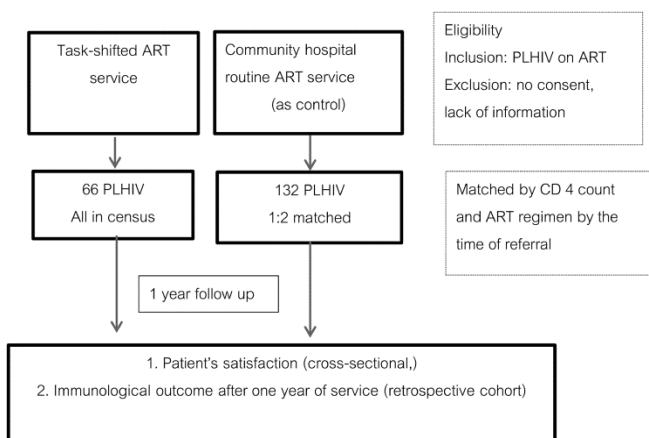 Task-shifted ART
service
Community hospital
routine ART service
(as control)
Eligibility
Inclusion: PLHIV on ART
Exclusion: no consent,
lack of information
66 PLHIV
All in census
132 PLHIV
1:2 matched
Matched by CD 4 count
and ART regimen by the
time of referral
1 year follow up
1. Patient's satisfaction (cross-sectional,)
2. Immunological outcome after one year of service (retrospective cohort)